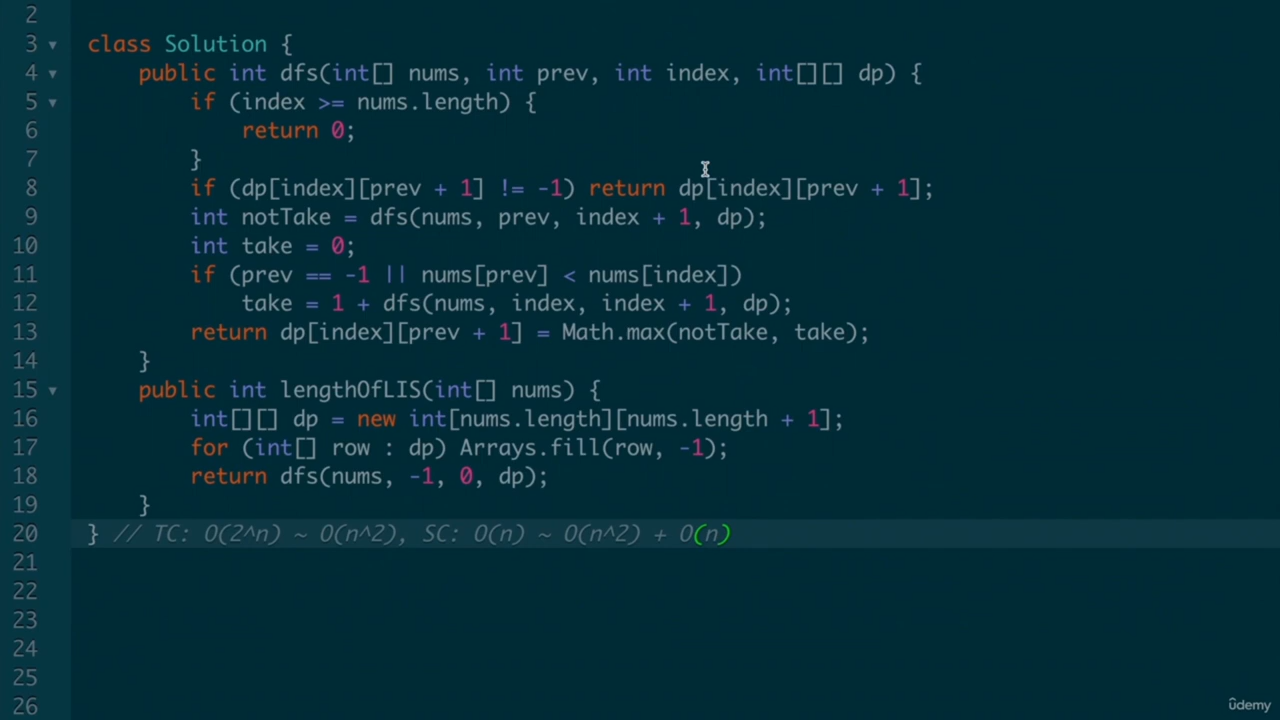 2
3 class Solution {
4 public int dfs(int[] nums, int prev, int index, int[][] dp) {
5 if (index >= nums.length) {
6 return 0;
7 }
8 if (dp[index][prev + 1] != -1) return dp[index][prev + 1];
9 int notTake = dfs(nums, prev, index + 1, dp);
10 int take = 0;
11 if (prev == -1 || nums[prev] < nums[index])
12 take = 1 + dfs(nums, index, index + 1, dp);
13 return dp[index][prev + 1] = Math.max(notTake, take);
14 }
15 public int lengthOfLIS(int[] nums) {
16 int[][] dp = new int[nums.length][nums.length + 1];
17 for (int[] row : dp) Arrays.fill(row, -1);
18 return dfs(nums, -1, 0, dp);
19 }
20 } // TC: O(2^n) ~ O(n^2), SC: O(n) ~ O(n^2) + O(n)
21
22
23
24
25
26
ûdemy